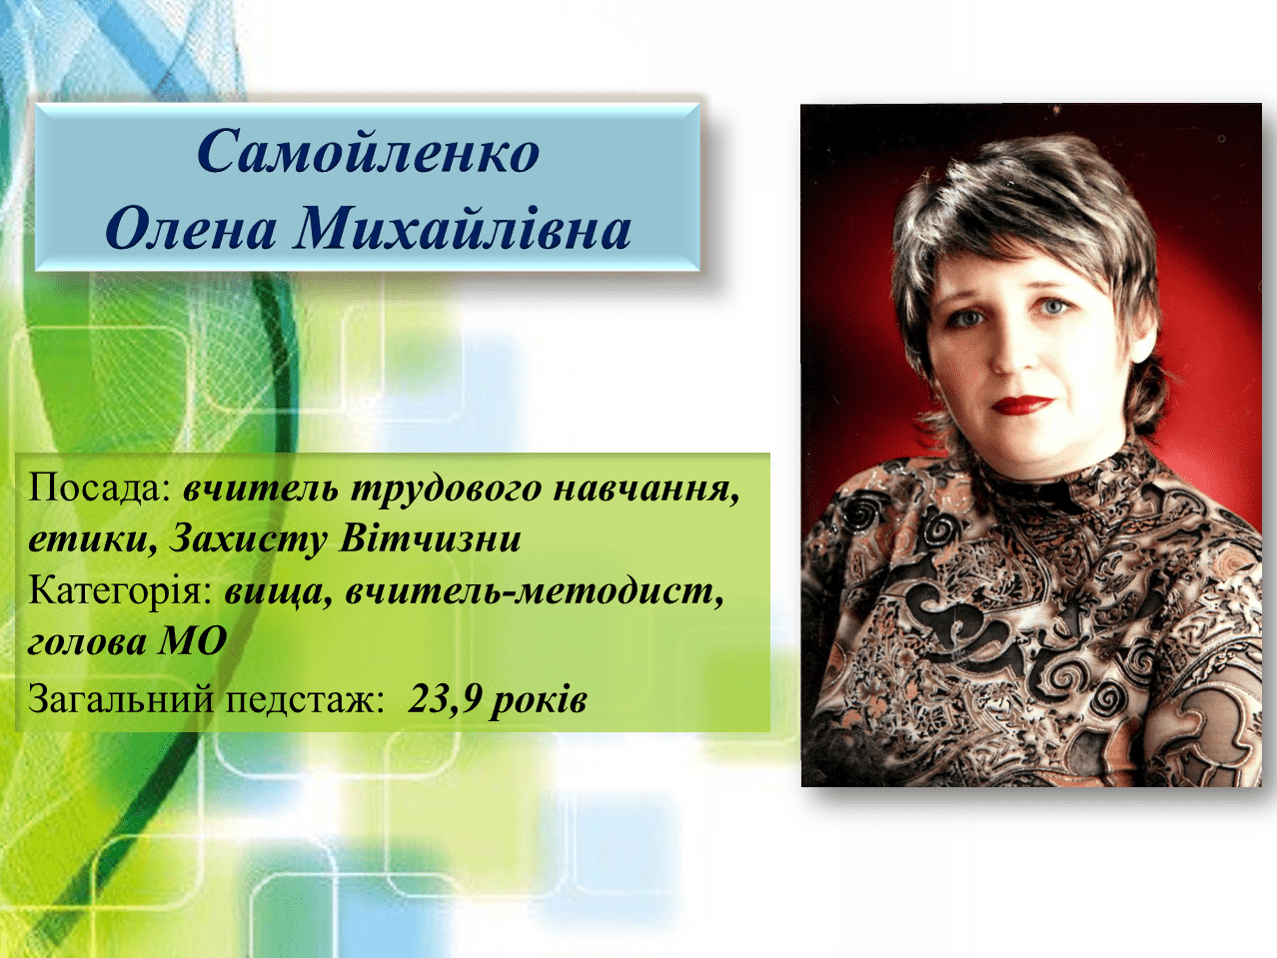 Самойленко
Олена Михайлівна
Посада: вчитель трудового навчання,
етики, Захисту Вітчизни
Категорія: вища, вчитель-методист,
голова МО
Загальний педстаж: 23,9 років